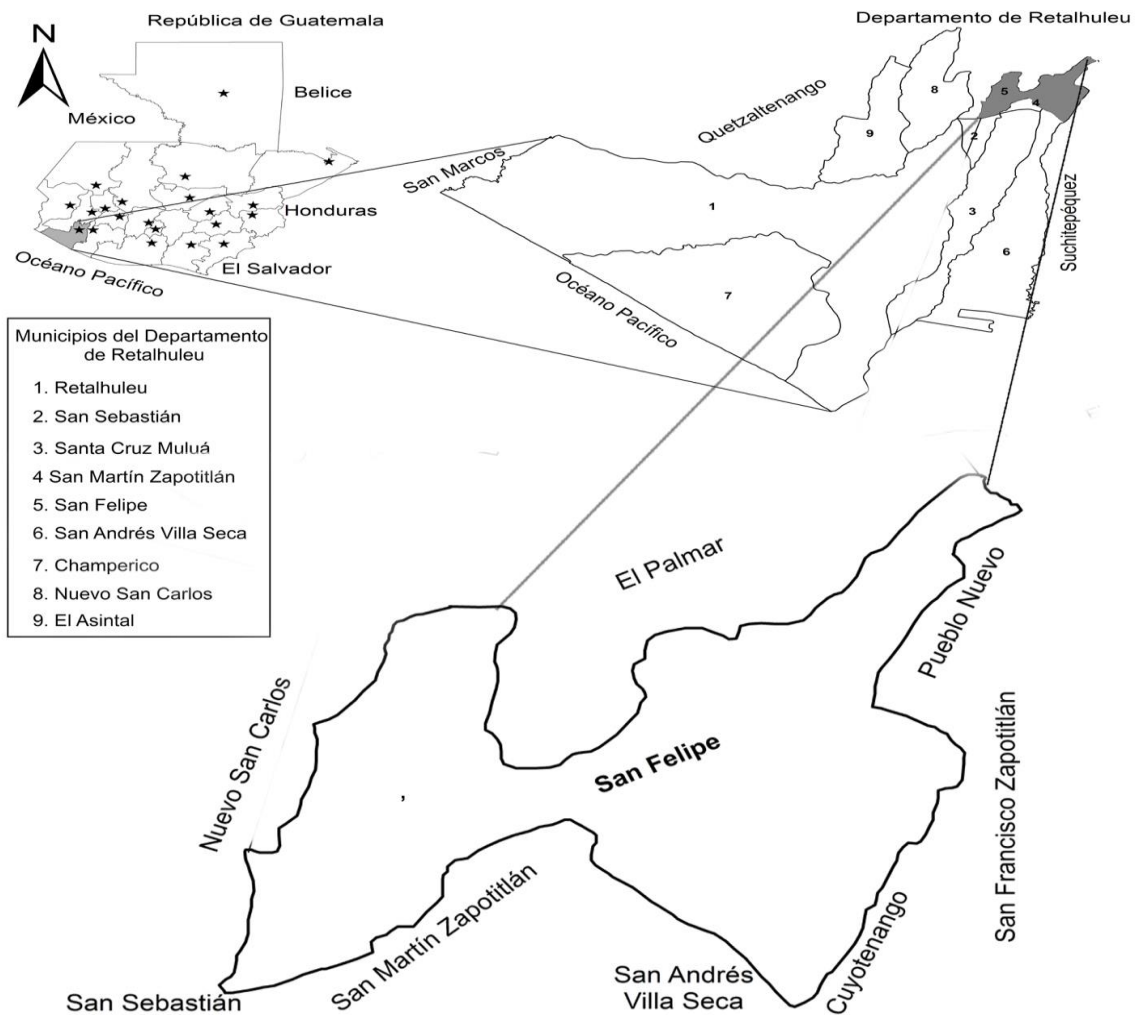 República de Guatemala
N
Belice
México
Honduras
El Salvador
Océano Pacífico
Departamento de Retalhuleu
Quetzaltenango
San Marcos
Océano Pacífico
Suchitepéquez
8
5
4
9
2
1
3
6
7
Municipios del Departamento
de Retalhuleu
1. Retalhuleu
2. San Sebastián
3. Santa Cruz Muluá
4 San Martín Zapotitlán
5. San Felipe
6. San Andrés Villa Seca
7. Champerico
8. Nuevo San Carlos
9. El Asintal
El Palmar
Pueblo Nuevo
Nuevo San Carlos
San Felipe
San Francisco Zapotitlán
San Martín Zapotitlán
Cuyotenango
San Andrés
Villa Seca
San Sebastián